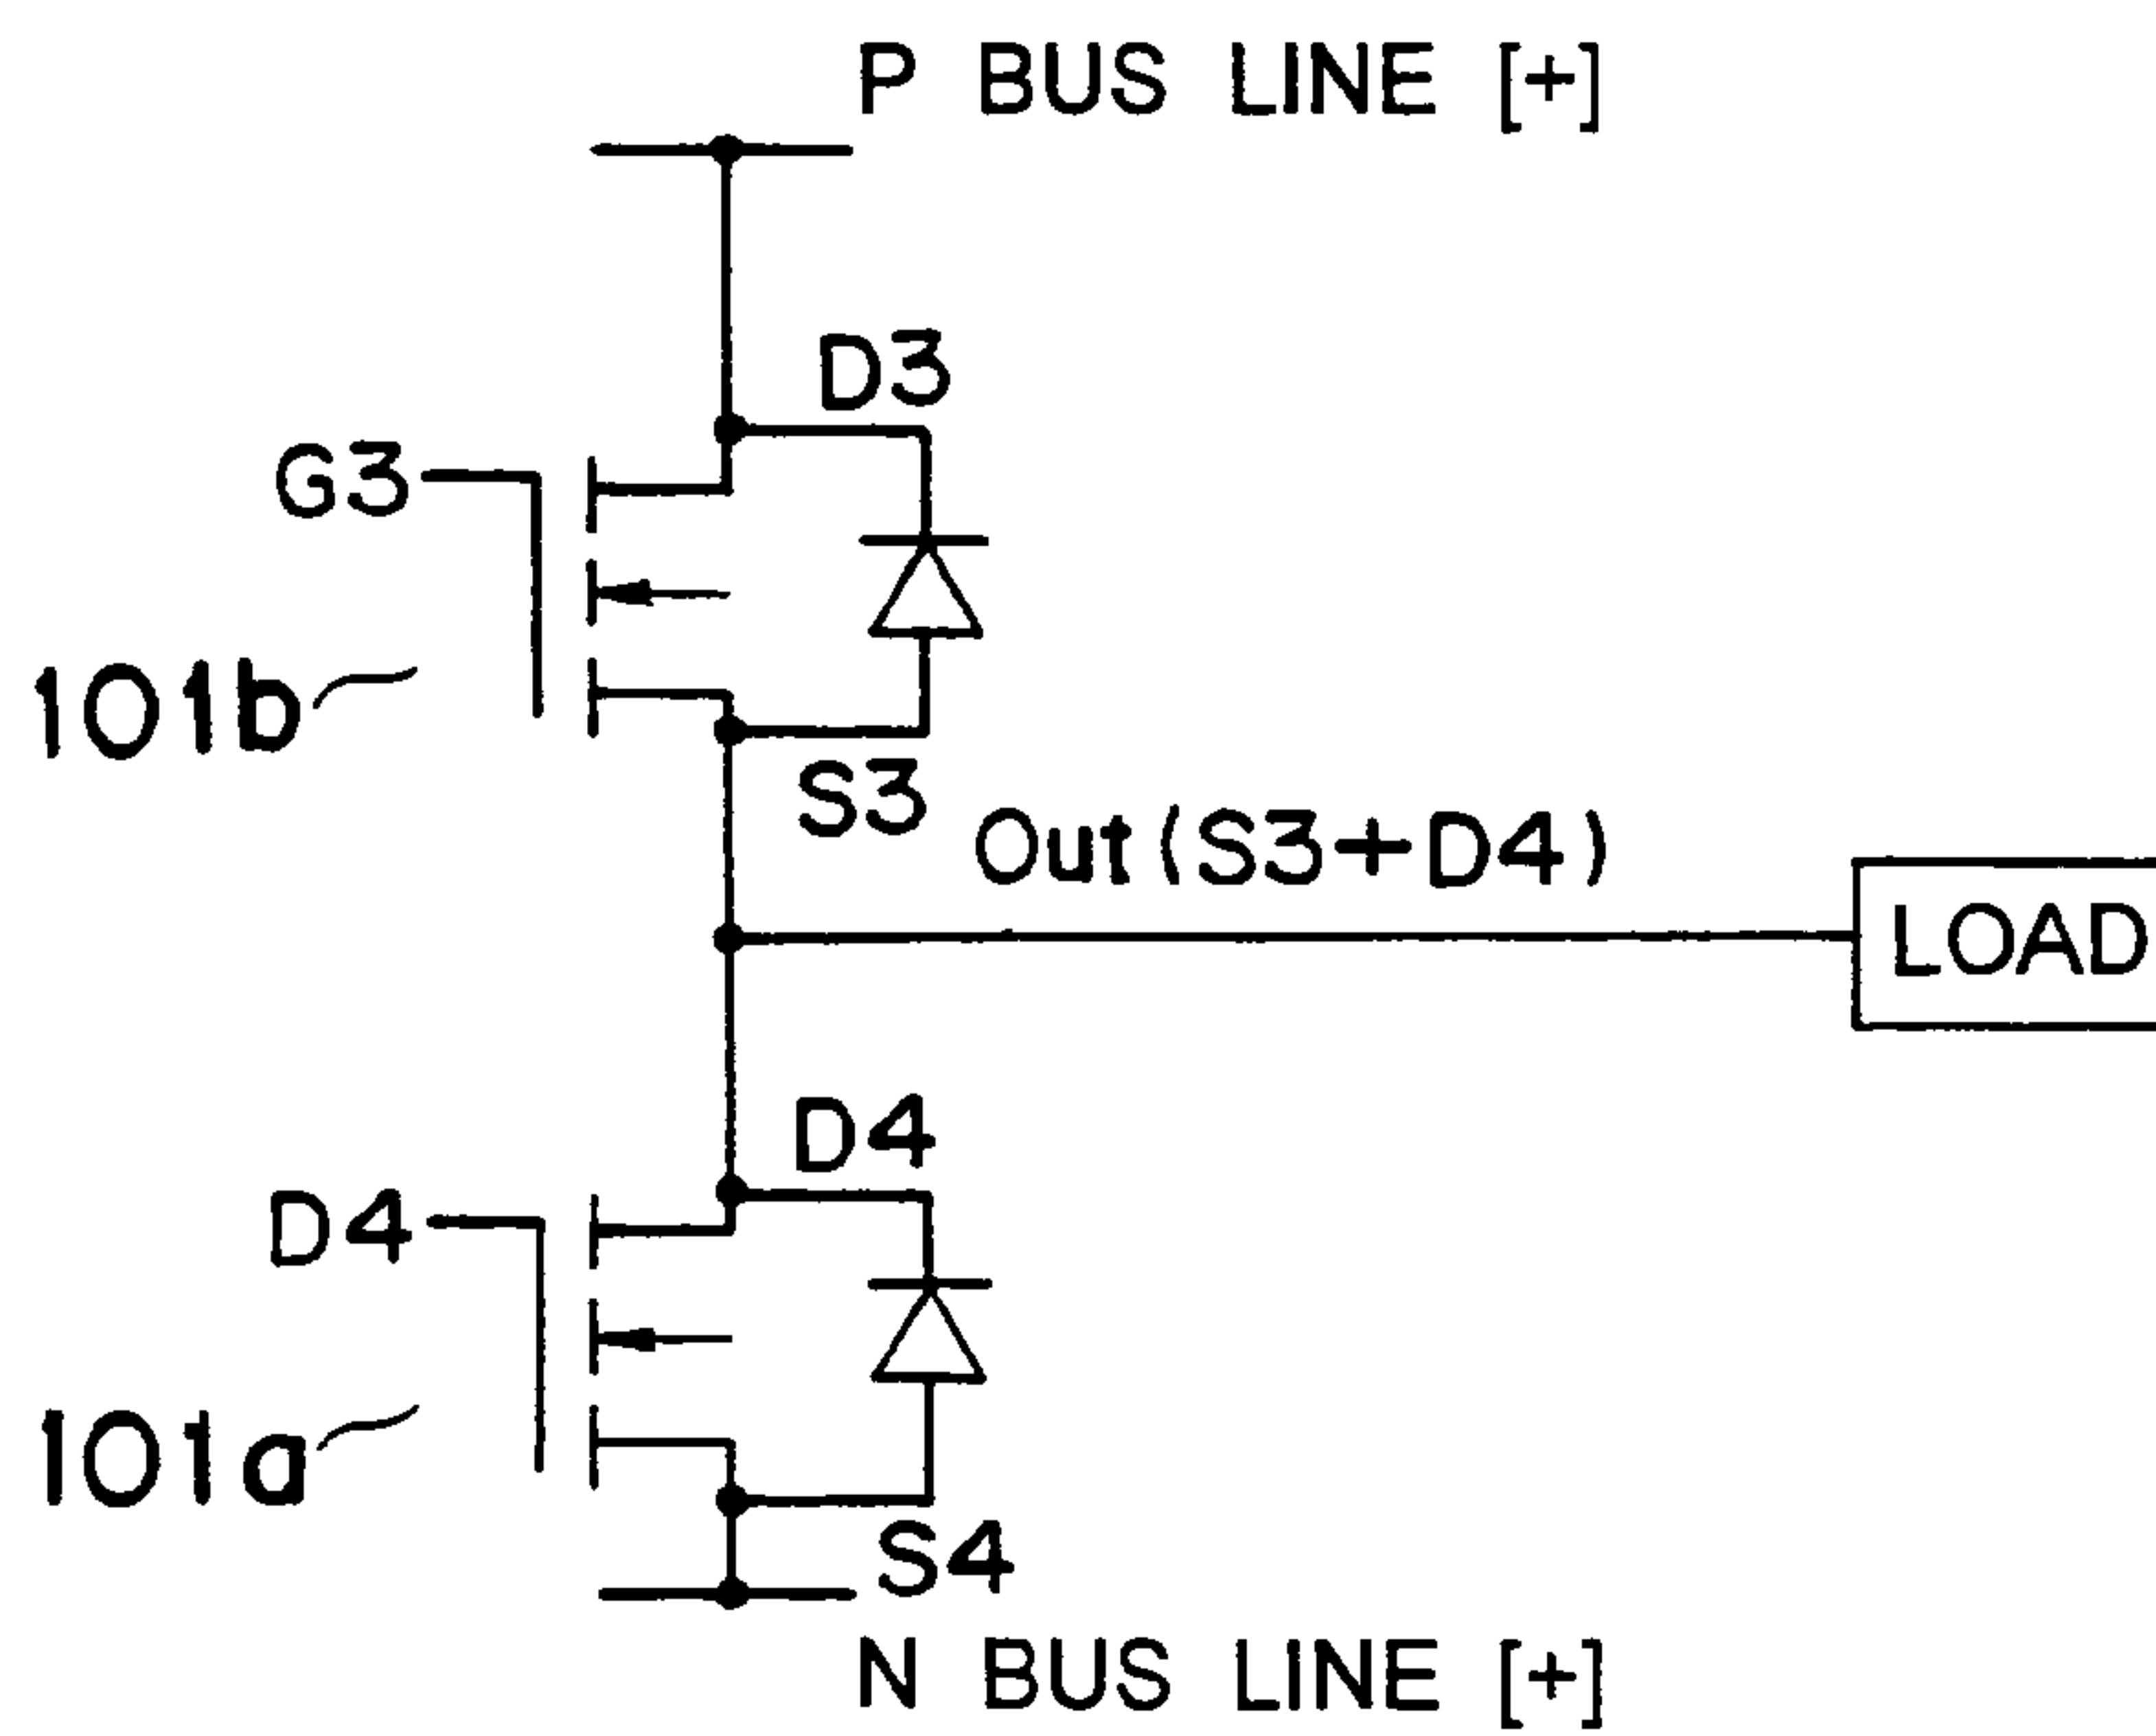 P BUS LINE [+]
D3
G3
101b
S3
Out(S3+D4)
LOAD
D4
D4
101a
S4
N BUS LINE [+]